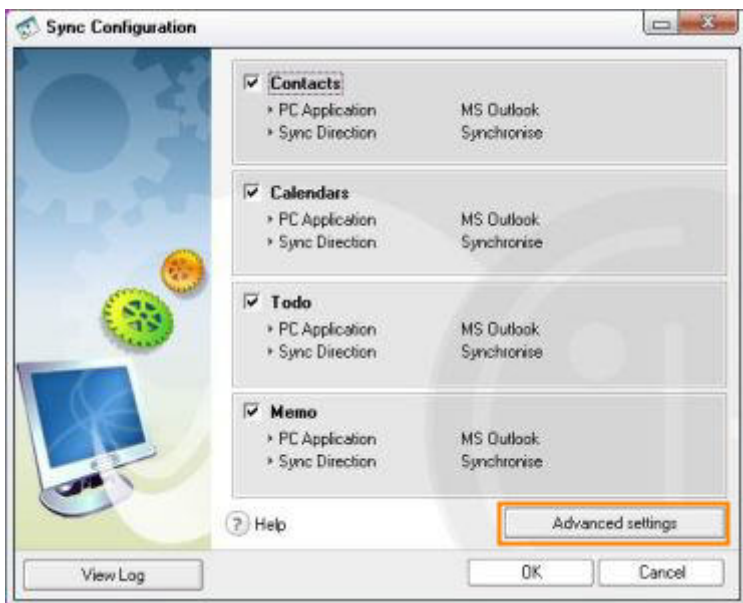 Sync Configuration
Contacts
PC Application MS Outlook
Sync Direction Synchronise
Calendars
PC Application MS Outlook
Sync Direction Synchronise
Todo
PC Application MS Outlook
Sync Direction Synchronise
Memo
PC Application MS Outlook
Sync Direction Synchronise
? Help Advanced settings
View Log OK Cancel